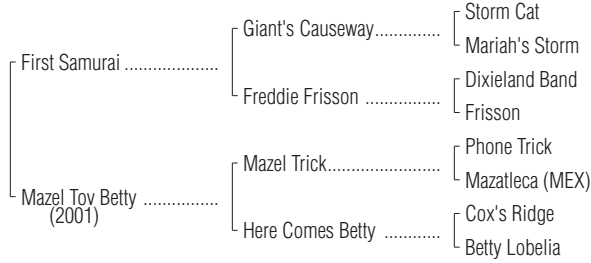 Storm Cat
Giant's Causeway..............
Mariah's Storm
First Samurai ....................
Dixieland Band
Freddie Frisson ................
Frisson
Phone Trick
Mazel Trick........................
Mazatleca (MEX)
Mazel Tov Betty ................
(2001)
Cox's Ridge
Here Comes Betty ............
Betty Lobelia